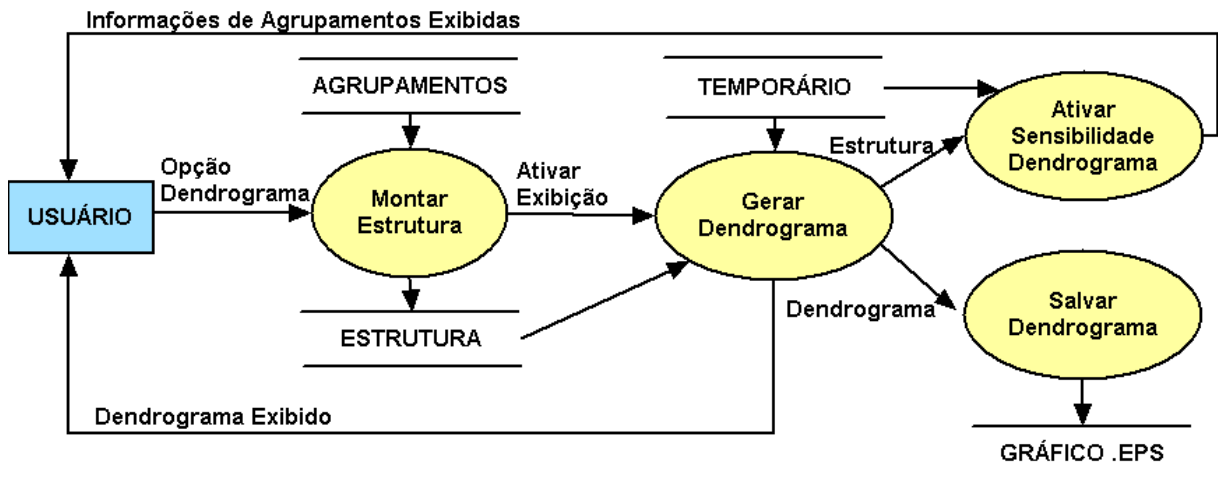 Informações de Agrupamentos Exibidas
AGRUPAMENTOS
TEMPORÁRIO
Ativar
Sensibilidade
Dendrograma
Estrutura
Opção
Dendrograma
Ativar
Exibição
USUÁRIO
Montar
Estrutura
Gerar
Dendrograma
ESTRUTURA
Dendrograma
Salvar
Dendrograma
Dendrograma Exibido
GRÁFICO .EPS